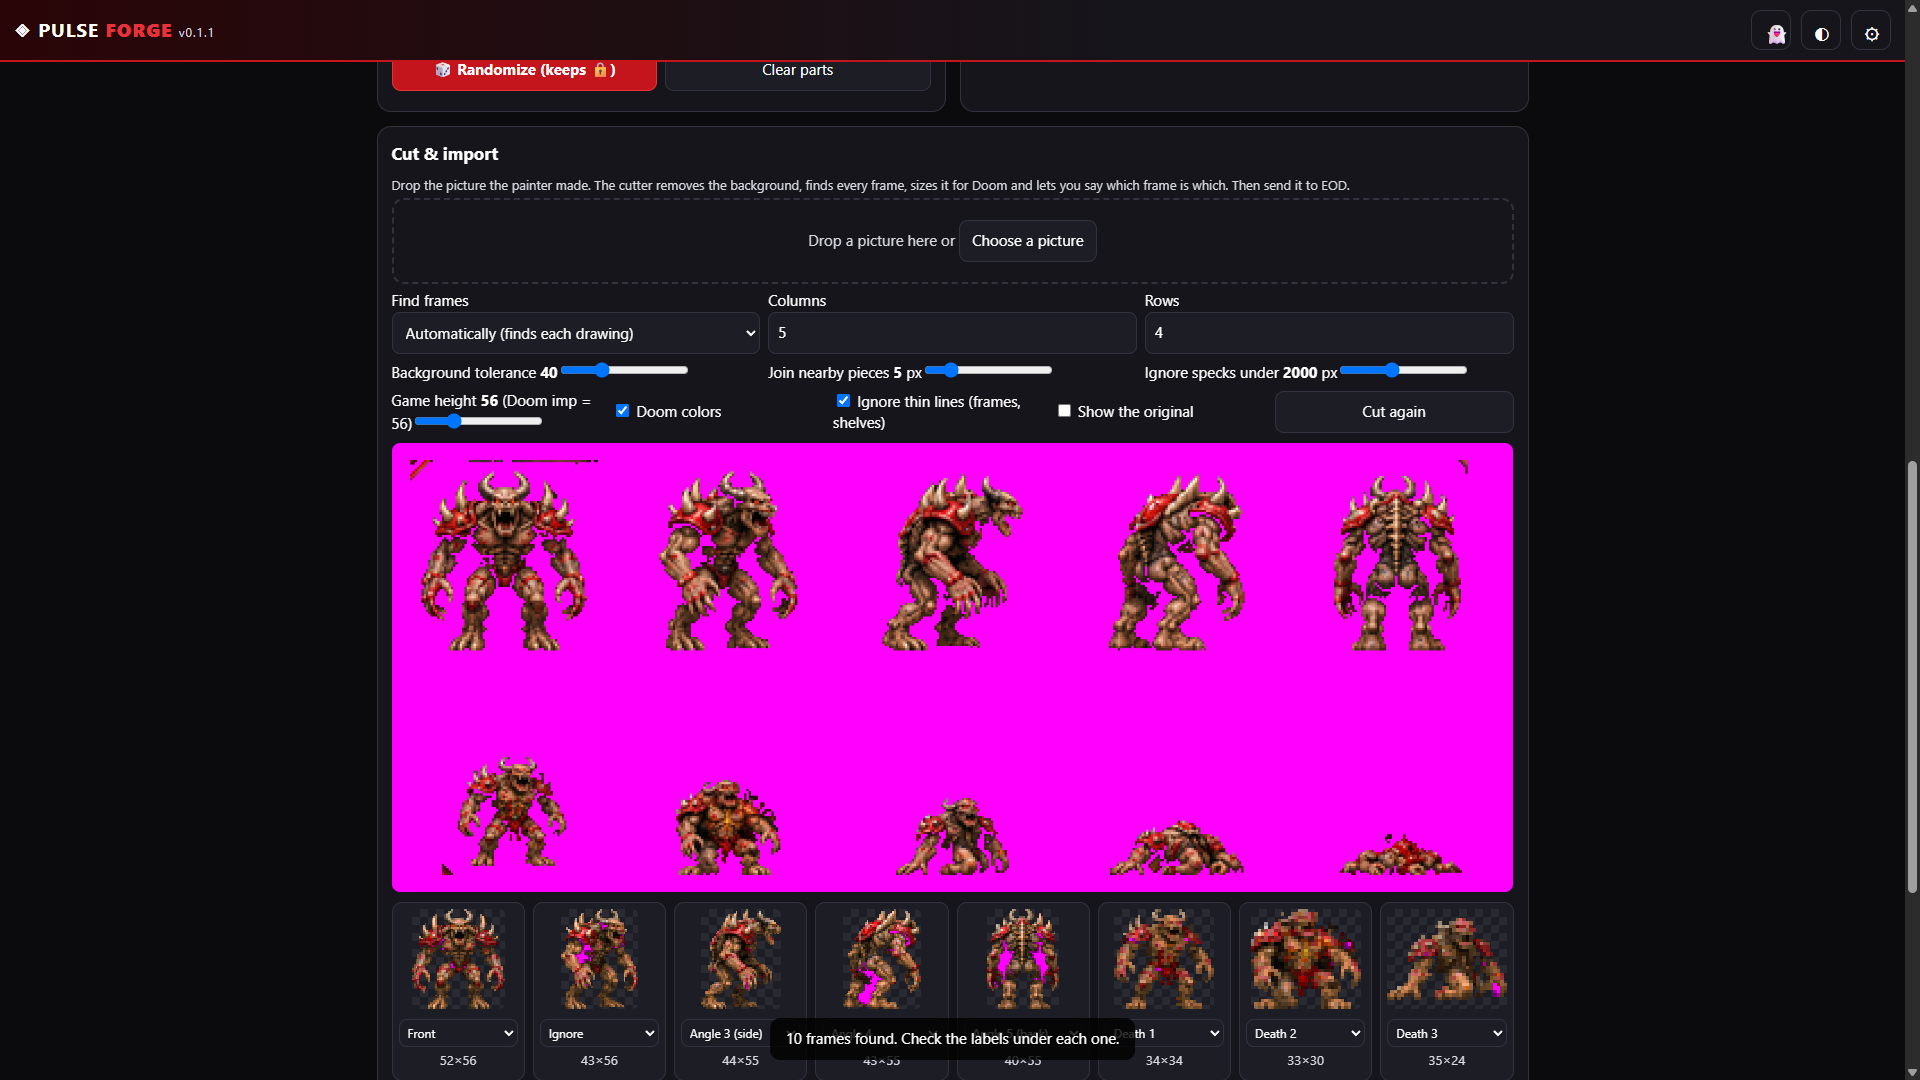 ◈ PULSE FORGE v0.1.1
🎲 Randomize (keeps 🔒)
Clear parts
Cut & import
Drop the picture the painter made. The cutter removes the background, finds every frame, sizes it for Doom and lets you say which frame is which. Then send it to EOD.
Drop a picture here or Choose a picture
Find frames
Columns
Rows
Automatically (finds each drawing)
5
4
Background tolerance 40
Join nearby pieces 5 px
Ignore specks under 2000 px
Game height 56 (Doom imp =
56)
Doom colors
Ignore thin lines (frames,
shelves)
Show the original
Cut again
Front
Ignore
Angle 3 (side)
Death 1
Death 2
Death 3
10 frames found. Check the labels under each one.
52×56
43×56
44×55
43×55
40×55
34×34
33×30
35×24